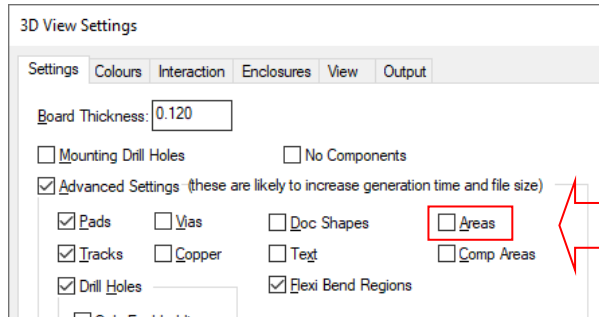 3D View Settings
Settings Colours Interaction Enclosures View Output
Board Thickness: 0.120
Mounting Drill Holes No Components
Advanced Settings (these are likely to increase generation time and file size)
Pads Vias Doc Shapes Areas
Tracks Copper Text Comp Areas
Drill Holes Flexi Bend Regions